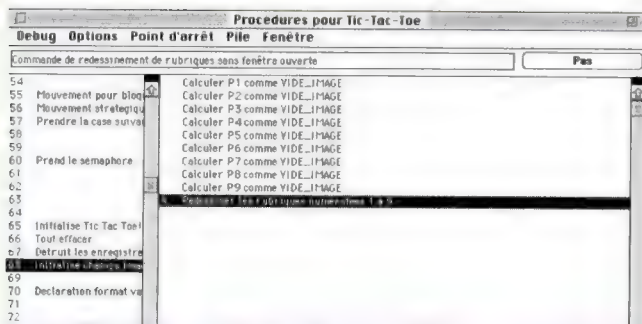 Procedures pour Tic-Tac-Toe
Debug Options Point d'arrêt Pile Fenêtre
Commande de redessinement de rubriques sans fenêtre ouverte
Pas
54
55 Mouvement pour bloq
56 Mouvement strategiqu
57 Prendre la case suiva
58
59
60 Prend le semaphore
61
62
63
64
65 Initialise Tic Tac Toe
66 Tout effacer
67 Detruit les enregistre
68 Initialise
69
70 Declaration format va
71
72
Calculer P1 comme VIDE_IMAGE
Calculer P2 comme VIDE_IMAGE
Calculer P3 comme VIDE_IMAGE
Calculer P4 comme VIDE_IMAGE
Calculer P5 comme VIDE_IMAGE
Calculer P6 comme VIDE_IMAGE
Calculer P7 comme VIDE_IMAGE
Calculer P8 comme VIDE_IMAGE
Calculer P9 comme VIDE_IMAGE
les rubriques numerotees 1 a 9